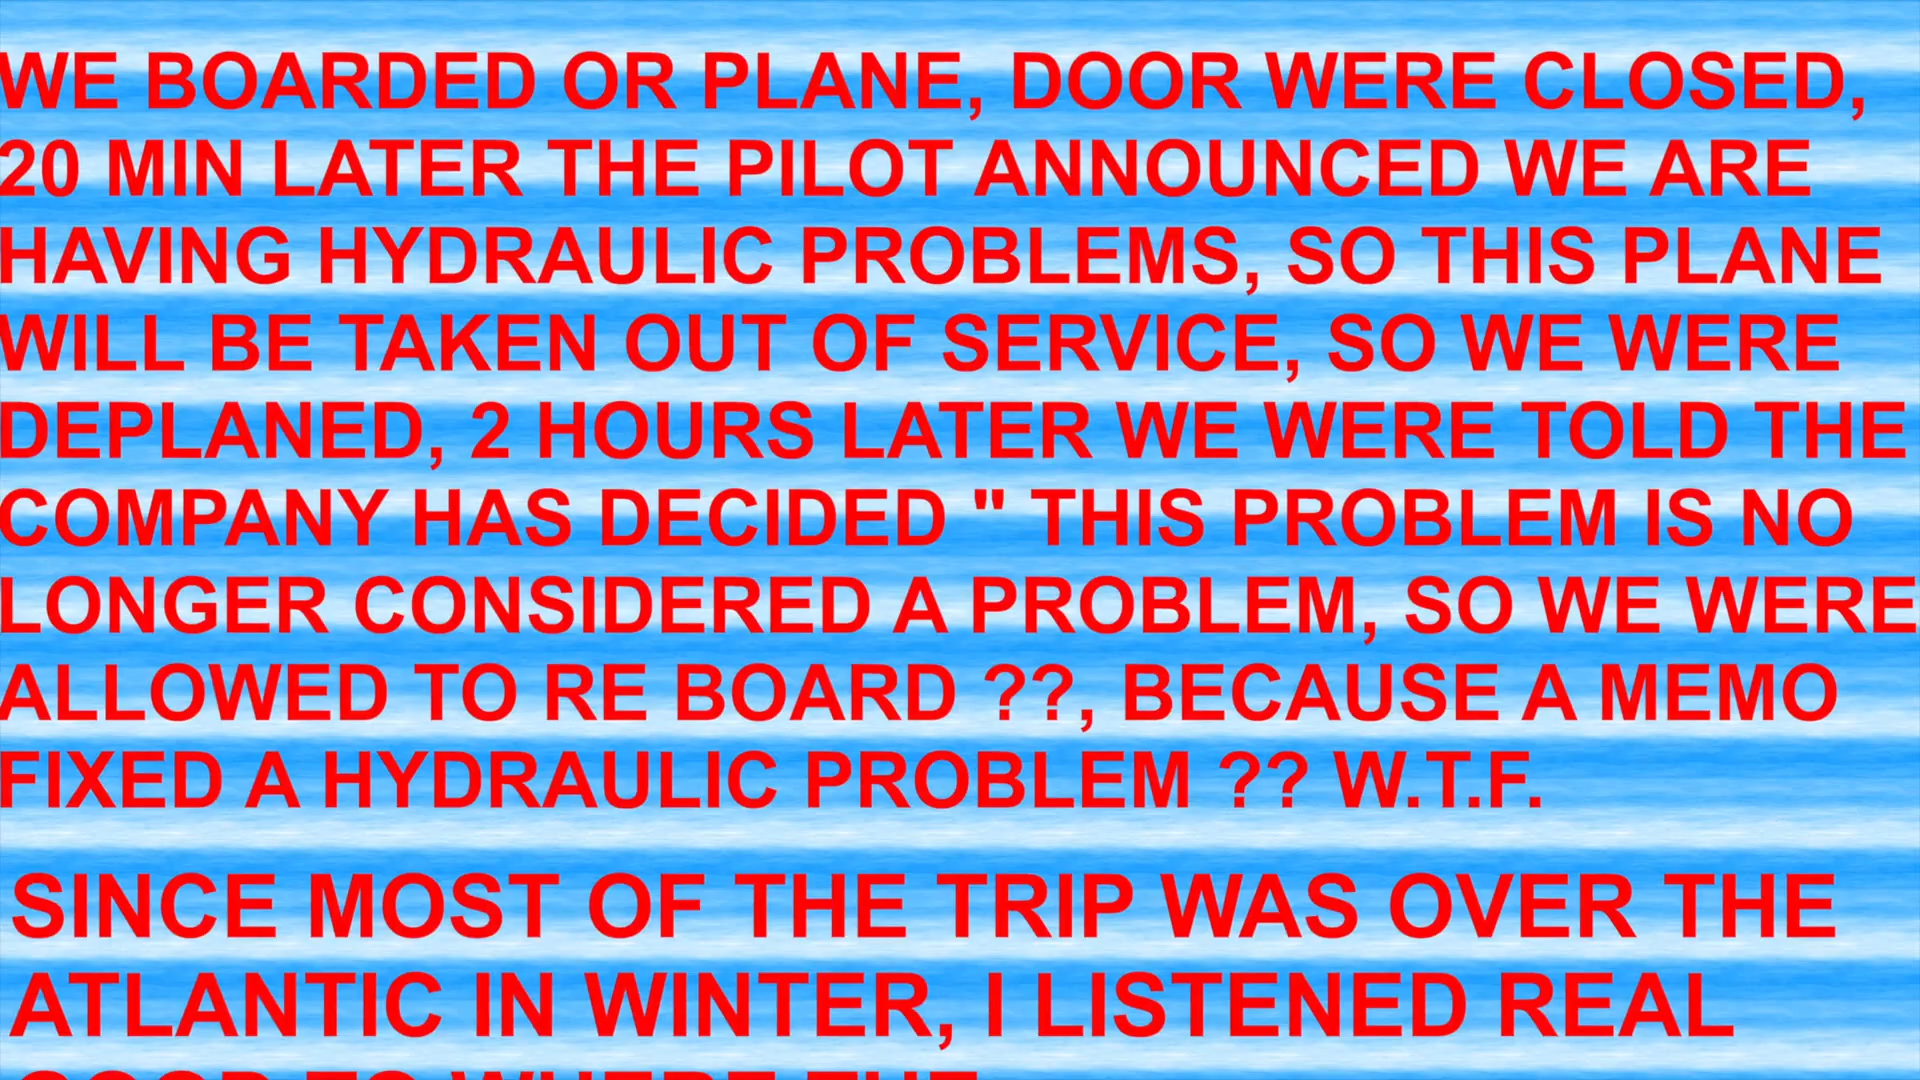 WE BOARDED OR PLANE, DOOR WERE CLOSED,
20 MIN LATER THE PILOT ANNOUNCED WE ARE
HAVING HYDRAULIC PROBLEMS, SO THIS PLANE
WILL BE TAKEN OUT OF SERVICE, SO WE WERE
DEPLANED, 2 HOURS LATER WE WERE TOLD THE
COMPANY HAS DECIDED " THIS PROBLEM IS NO
LONGER CONSIDERED A PROBLEM, SO WE WERE
ALLOWED TO RE BOARD ??, BECAUSE A MEMO
FIXED A HYDRAULIC PROBLEM ?? W.T.F.
SINCE MOST OF THE TRIP WAS OVER THE
ATLANTIC IN WINTER, I LISTENED REAL